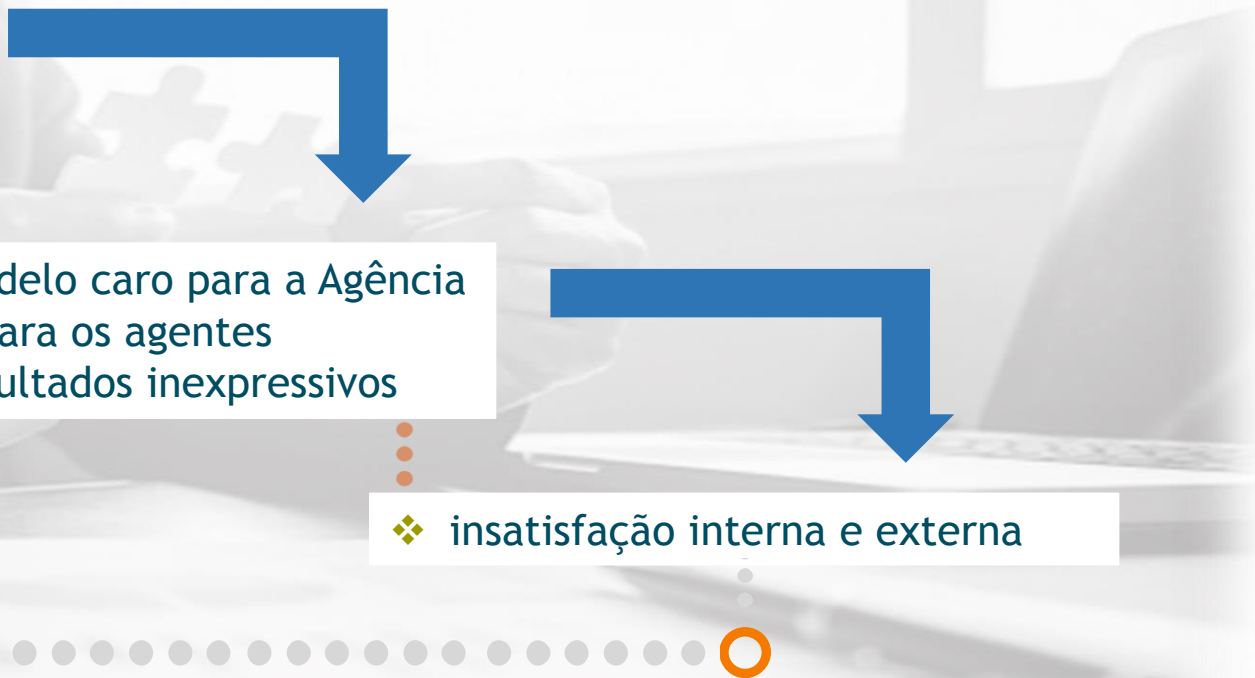 delo caro para a Agência
ara os agentes
ultados inexpressivos
❖ insatisfação interna e externa